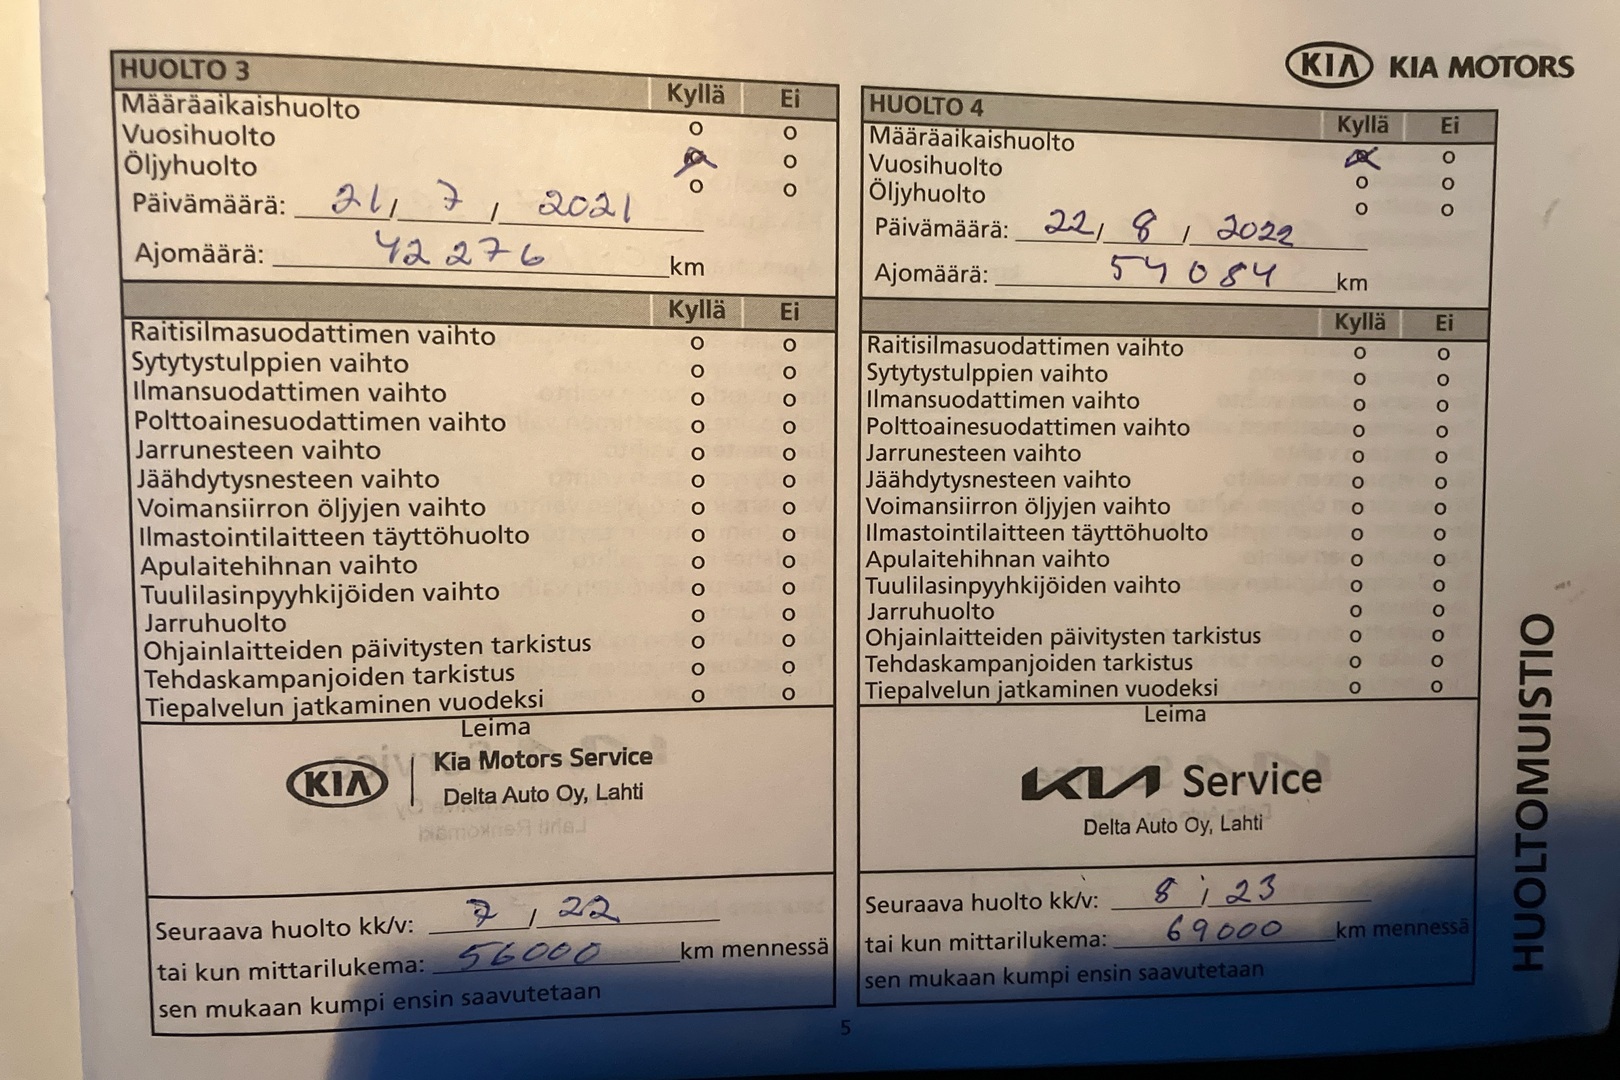 KIA KIA MOTORS
HUOLTO 3 Kyllä Ei
Määräaikaishuolto o o
Vuosihuolto o o
Öljyhuolto o o
Päivämäärä: 21 / 7 / 2021
Ajomäärä: 42 276 km
Kyllä Ei
Raitisilmasuodattimen vaihto o o
Sytytystulppien vaihto o o
Ilmansuodattimen vaihto o o
Polttoainesuodattimen vaihto o o
Jarrunesteen vaihto o o
Jäähdytysnesteen vaihto o o
Voimansiirron öljyjen vaihto o o
Ilmastointilaitteen täyttöhuolto o o
Apulaitehihnan vaihto o o
Tuulilasinpyyhkijöiden vaihto o o
Jarruhuolto o o
Ohjainlaitteiden päivitysten tarkistus o o
Tehdaskampanjoiden tarkistus o o
Tiepalvelun jatkaminen vuodeksi o o
Leima
KIA | Kia Motors Service
Delta Auto Oy, Lahti
Seuraava huolto kk/v: 7 / 22
tai kun mittarilukema: 56000 km mennessä
sen mukaan kumpi ensin saavutetaan
HUOLTO 4 Kyllä Ei
Määräaikaishuolto o o
Vuosihuolto o o
Öljyhuolto o o
Päivämäärä: 22 / 8 / 2022
Ajomäärä: 54 084 km
Kyllä Ei
Raitisilmasuodattimen vaihto o o
Sytytystulppien vaihto o o
Ilmansuodattimen vaihto o o
Polttoainesuodattimen vaihto o o
Jarrunesteen vaihto o o
Jäähdytysnesteen vaihto o o
Voimansiirron öljyjen vaihto o o
Ilmastointilaitteen täyttöhuolto o o
Apulaitehihnan vaihto o o
Tuulilasinpyyhkijöiden vaihto o o
Jarruhuolto o o
Ohjainlaitteiden päivitysten tarkistus o o
Tehdaskampanjoiden tarkistus o o
Tiepalvelun jatkaminen vuodeksi o o
Leima
KIA Service
Delta Auto Oy, Lahti
Seuraava huolto kk/v: 8 / 23
tai kun mittarilukema: 69000 km mennessä
sen mukaan kumpi ensin saavutetaan
HUOLTOMUISTIO
5